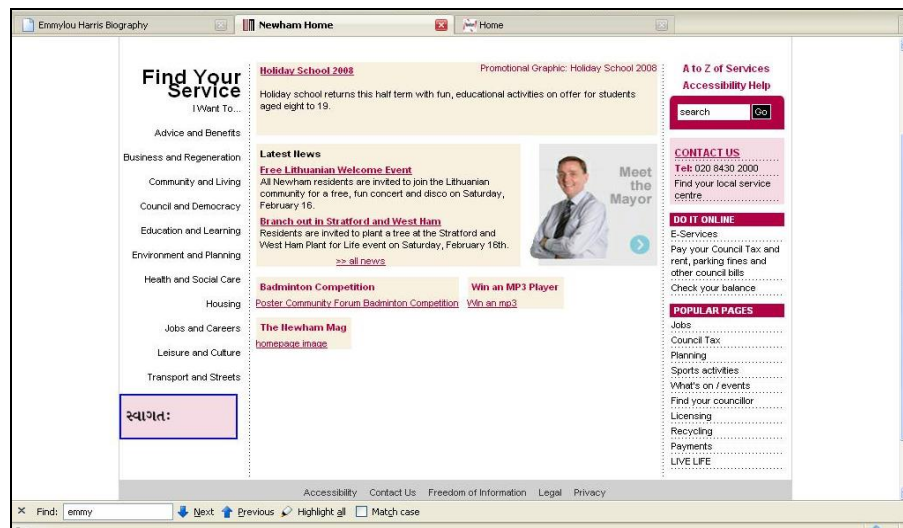 Emmylou Harris Biography
Newham Home
Home
Find Your
Service
I Want To...
Advice and Benefits
Business and Regeneration
Community and Living
Council and Democracy
Education and Learning
Environment and Planning
Health and Social Care
Housing
Jobs and Careers
Leisure and Culture
Transport and Streets
સ્વાગતઃ
Holiday School 2008
Promotional Graphic: Holiday School 2008
Holiday school returns this half term with fun, educational activities on offer for students
aged eight to 19.
Latest News
Free Lithuanian Welcome Event
All Newham residents are invited to join the Lithuanian
community for a free, fun concert and disco on Saturday,
February 16.
Branch out in Stratford and West Ham
Residents are invited to plant a tree at the Stratford and
West Ham Plant for Life event on Saturday, February 16th.
>> all news
Meet
the
Mayor
Badminton Competition
Poster Community Forum Badminton Competition
Win an MP3 Player
Win an mp3
The Newham Mag
homepage image
A to Z of Services
Accessibility Help
search
Go
CONTACT US
Tel: 020 8430 2000
Find your local service
centre
DO IT ONLINE
E-Services
Pay your Council Tax and
rent, parking fines and
other council bills
Check your balance
POPULAR PAGES
Jobs
Council Tax
Planning
Sports activities
What's on / events
Find your councillor
Licensing
Recycling
Payments
LIVE LIFE
Accessibility Contact Us Freedom of Information Legal Privacy
Find: emmy Next Previous Highlight all Match case